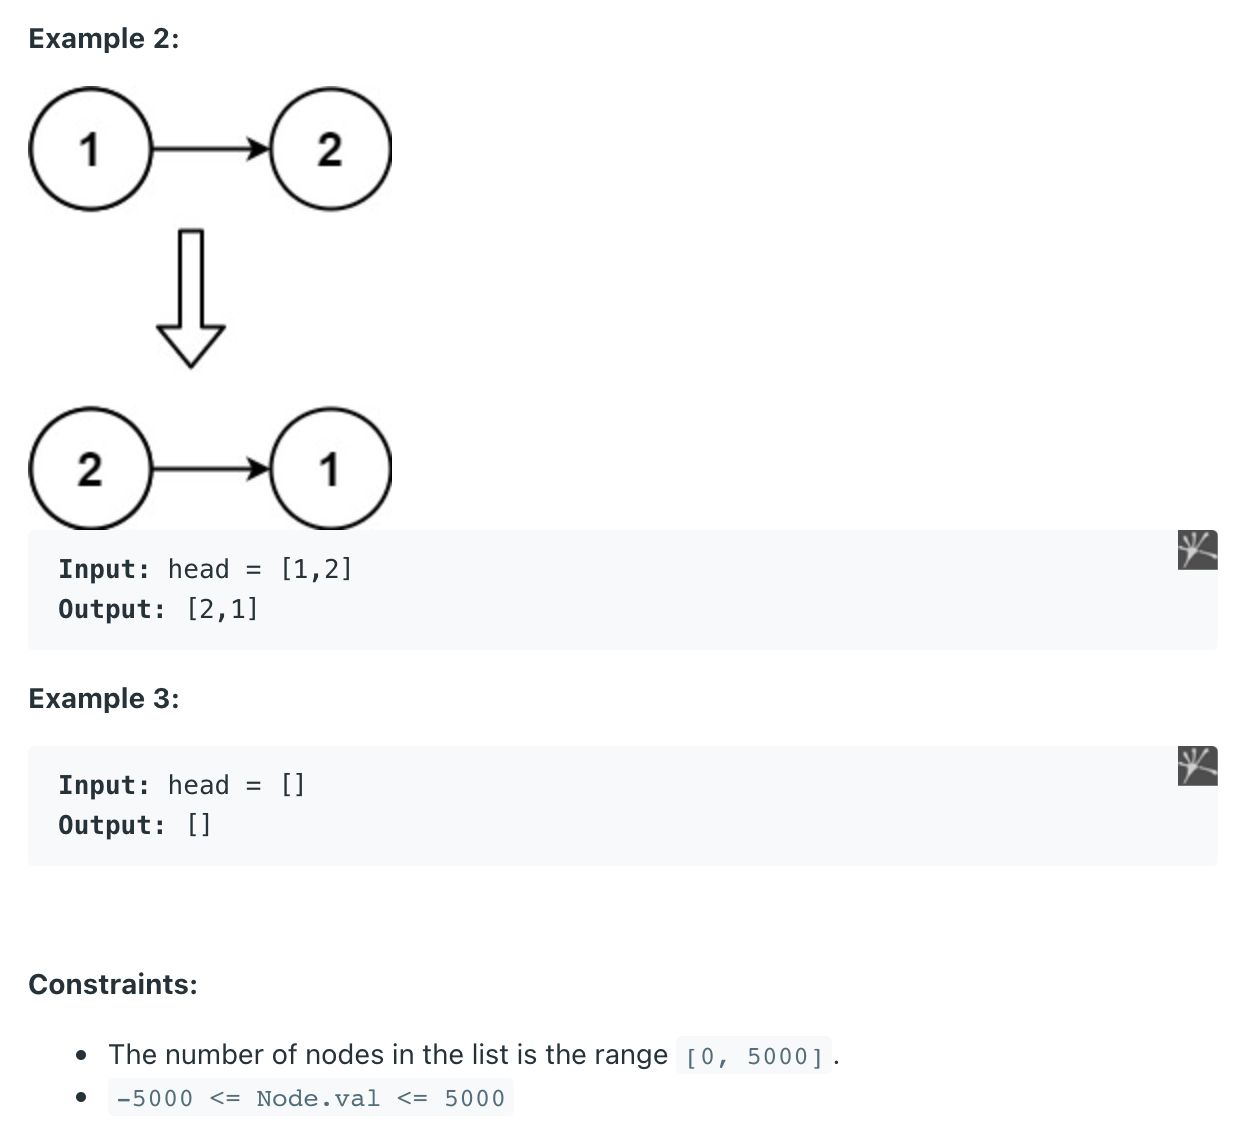 Example 2:
1 2
2 1
Input: head = [1,2]
Output: [2,1]
Example 3:
Input: head = []
Output: []
Constraints:
• The number of nodes in the list is the range [0, 5000].
• -5000 <= Node.val <= 5000